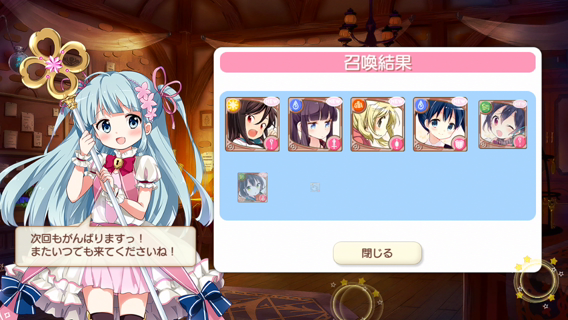 召喚結果
次回もがんばりますっ！
またいつでも来てくださいね！
閉じる